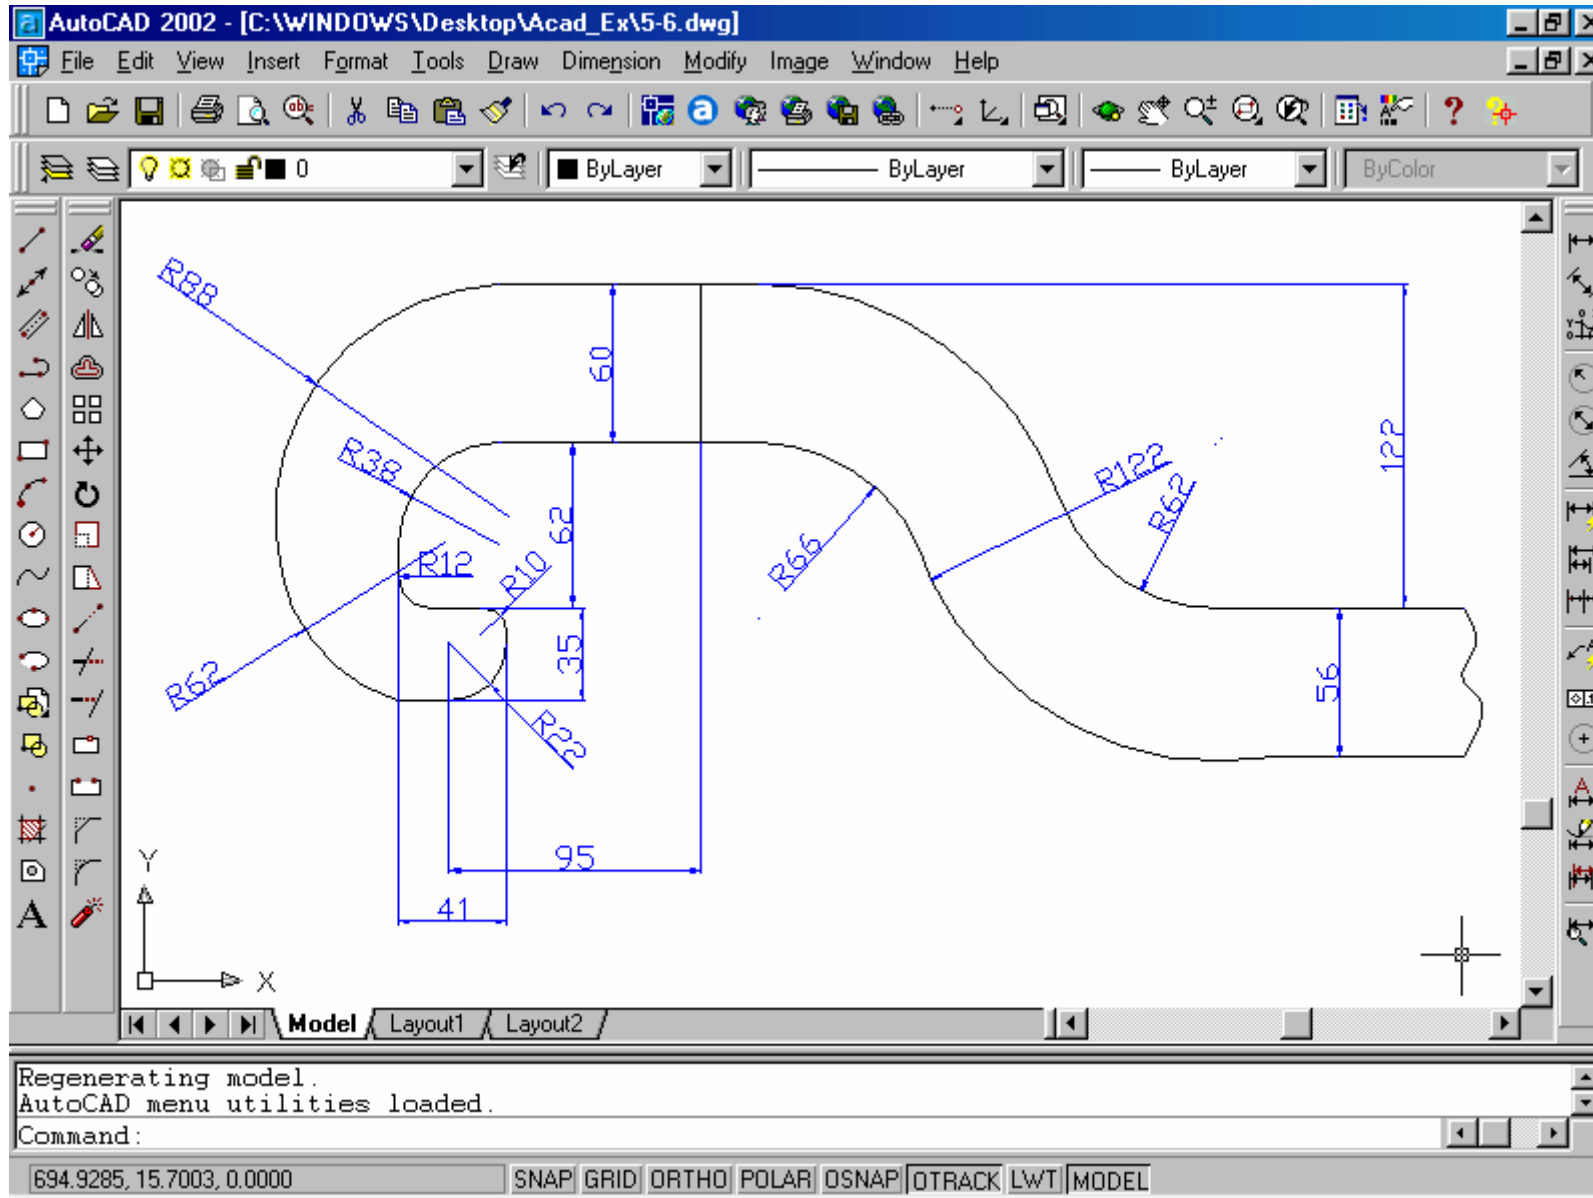 AutoCAD 2002 - [C:\WINDOWS\Desktop\Acad_Ex\5-6.dwg]
File Edit View Insert Format Tools Draw Dimension Modify Image Window Help
0 ByLayer ByLayer ByLayer ByColor
R88
60
R38
122
R122
R62
62
R12
R10
R66
35
R62
56
R22
95
41
Y
X
Model Layout1 Layout2
Regenerating model.
AutoCAD menu utilities loaded.
Command:
694.9285, 15.7003, 0.0000 SNAP GRID ORTHO POLAR OSNAP OTRACK LWT MODEL